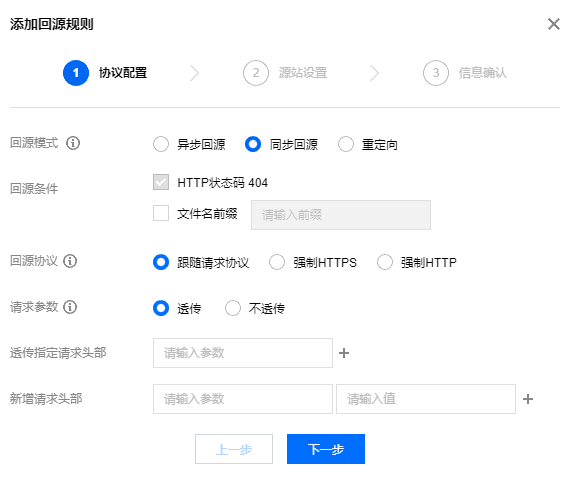 添加回源规则
1 协议配置 2 源站设置 3 信息确认
回源模式 异步回源 同步回源 重定向
回源条件 HTTP状态码 404
文件名前缀 请输入前缀
回源协议 跟随请求协议 强制HTTPS 强制HTTP
请求参数 透传 不透传
透传指定请求头部 请输入参数
新增请求头部 请输入参数 请输入值
上一步 下一步